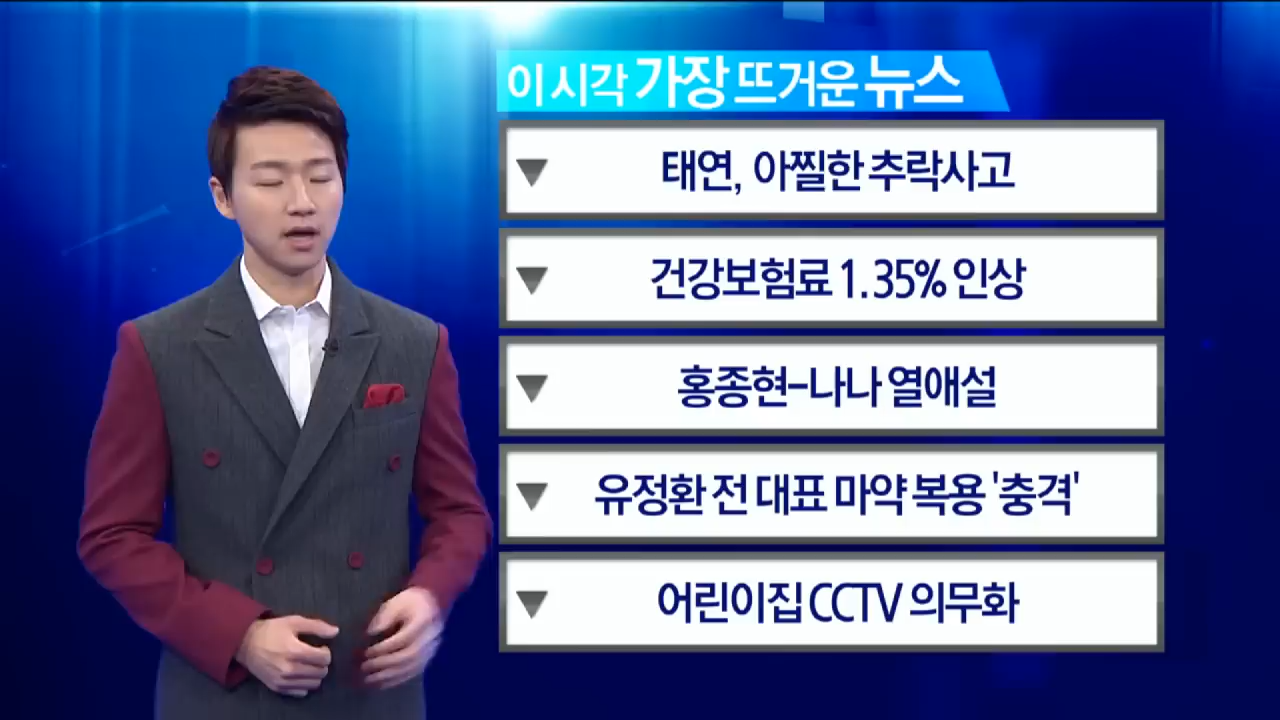 이 시각 가장 뜨거운 뉴스
태연, 아찔한 추락사고
건강보험료 1.35% 인상
홍종현-나나 열애설
유정환 전 대표 마약 복용 '충격'
어린이집 CCTV 의무화